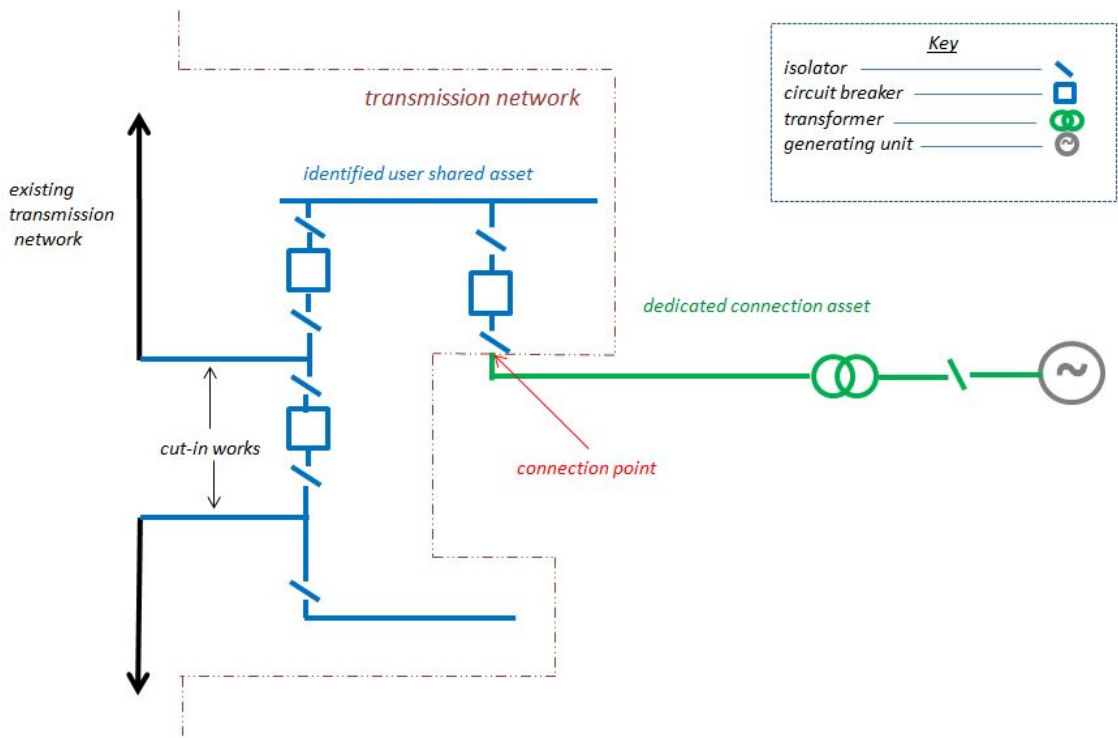 Key
isolator
circuit breaker
transformer
generating unit
transmission network
identified user shared asset
existing
transmission
network
dedicated connection asset
cut-in works
connection point